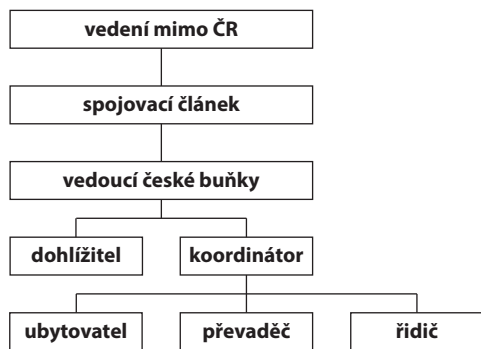 vedení mimo ČR
spojovací článek
vedoucí české buňky
dohlížitel
koordinátor
ubytovatel
převaděč
řidič